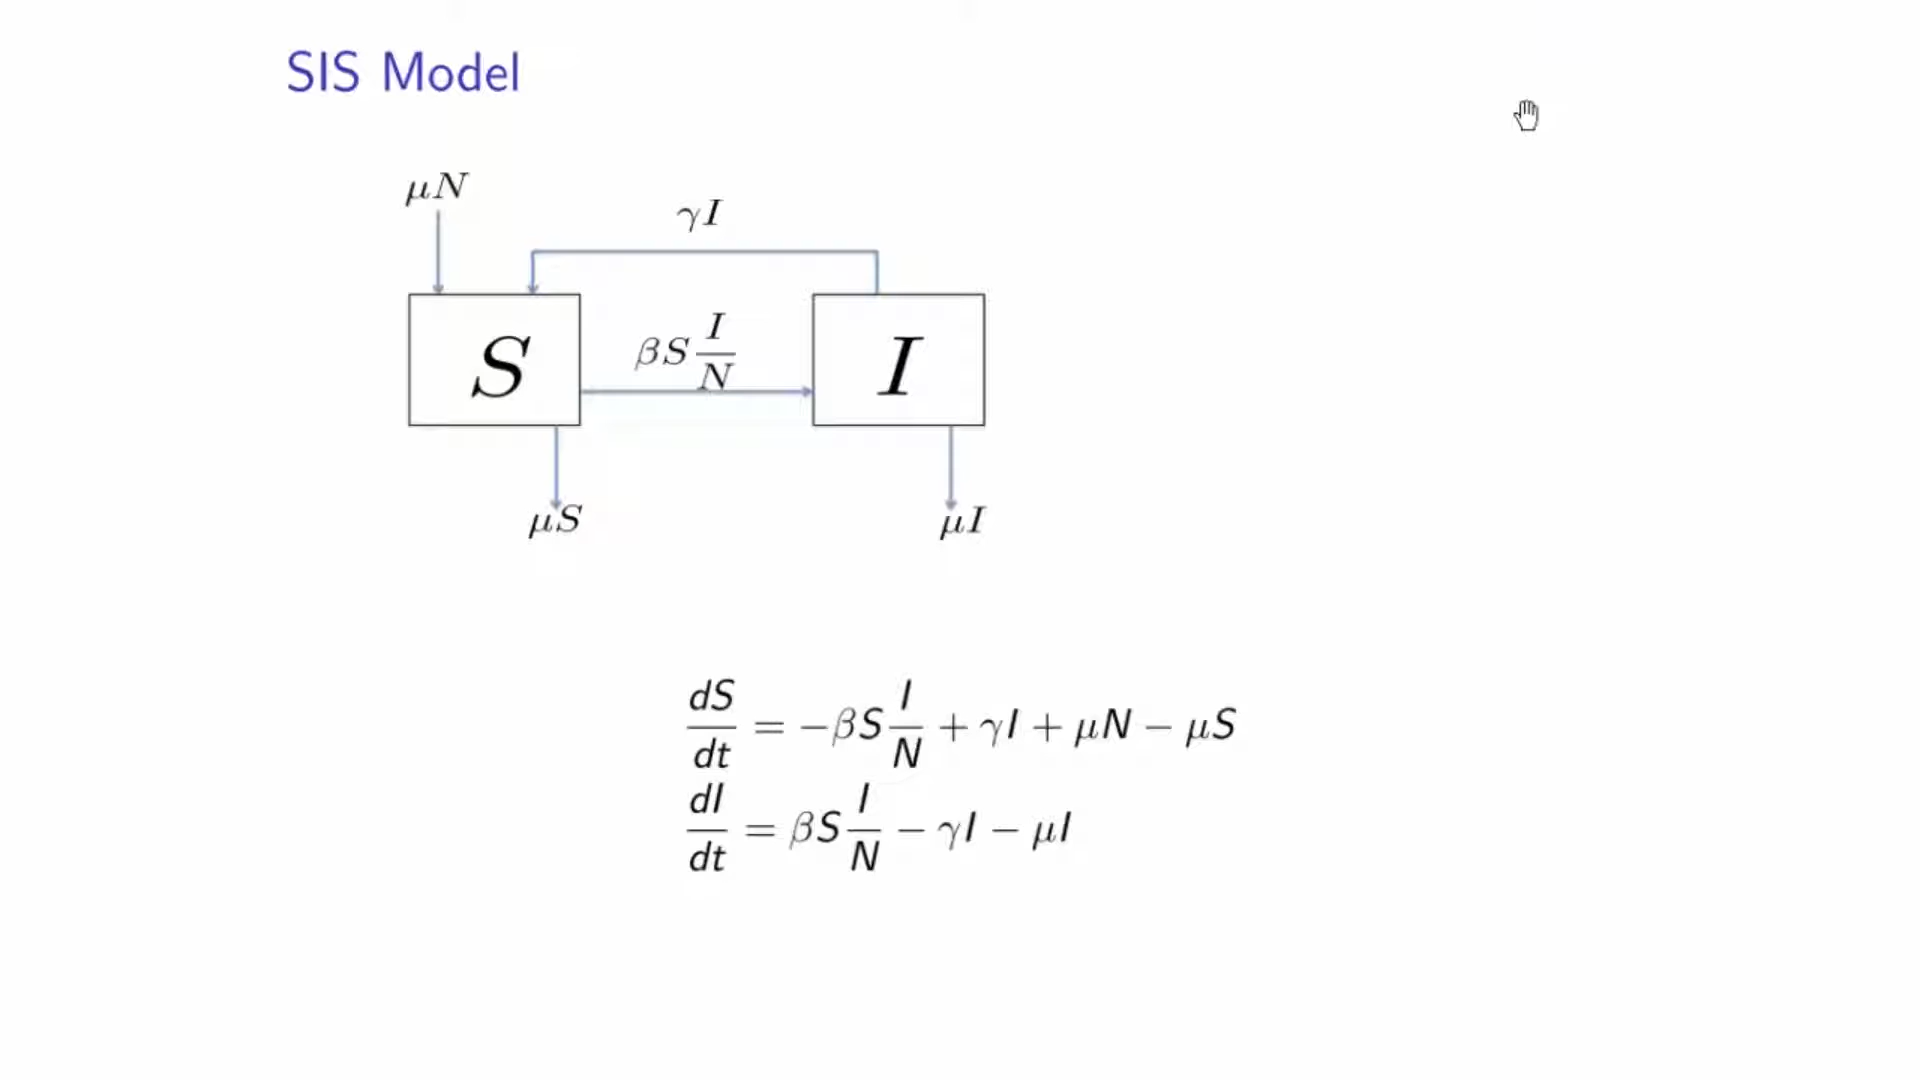 SIS Model
μN
γI
βS I/N
S
I
μS
μI
dS/dt = −βS I/N + γI + μN − μS
dI/dt = βS I/N − γI − μI